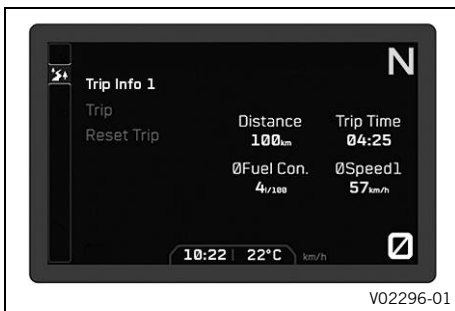 N
Trip Info 1
Trip
Reset Trip
Distance
100km
Trip Time
04:25
ØFuel Con.
4l/100
ØSpeed1
57km/h
10:22 | 22°C km/h
0
V02296-01